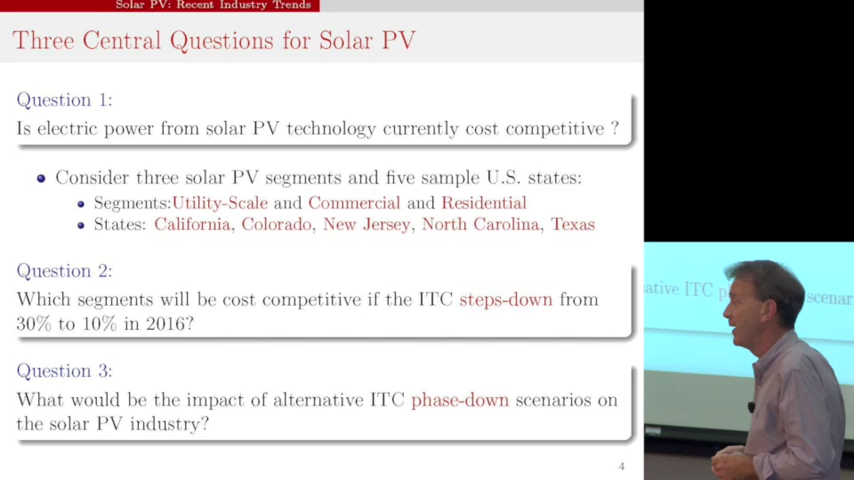 Solar PV: Recent Industry Trends
Three Central Questions for Solar PV
Question 1:
Is electric power from solar PV technology currently cost competitive ?
Consider three solar PV segments and five sample U.S. states:
Segments:Utility-Scale and Commercial and Residential
States: California, Colorado, New Jersey, North Carolina, Texas
Question 2:
Which segments will be cost competitive if the ITC steps-down from
30% to 10% in 2016?
Question 3:
What would be the impact of alternative ITC phase-down scenarios on
the solar PV industry?
4
ative ITC p scenar